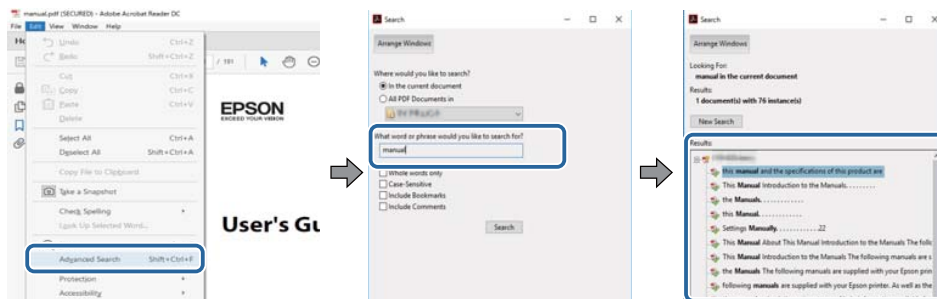 manual.pdf (SECURED) - Adobe Acrobat Reader DC
File Edit View Window Help
Undo Ctrl+Z
Redo Shift+Ctrl+Z
Cut Ctrl+X
Copy Ctrl+C
Paste Ctrl+V
Delete
Select All Ctrl+A
Deselect All Shift+Ctrl+A
Copy File to Clipboard
Take a Snapshot
Check Spelling
Look Up Selected Word...
Advanced Search Shift+Ctrl+F
Protection
Accessibility
/ 191
EPSON
EXCEED YOUR VISION
User's Gu
Search
Arrange Windows
Where would you like to search?
In the current document
All PDF Documents in
What word or phrase would you like to search for?
manual
Whole words only
Case-Sensitive
Include Bookmarks
Include Comments
Search
Search
Arrange Windows
Looking For:
manual in the current document
Results:
1 document(s) with 76 instance(s)
New Search
Results:
this manual and the specifications of this product are
This Manual Introduction to the Manuals. . . . . . . . .
the Manuals. . . . . . . . . . . .
this Manual. . . . . . . . . . . .
Settings Manually. . . . . . . . . . . .22
This Manual About This Manual Introduction to the Manuals The follo
This Manual Introduction to the Manuals The following manuals are s
the Manuals The following manuals are supplied with your Epson prin
following manuals are supplied with your Epson printer. As well as the